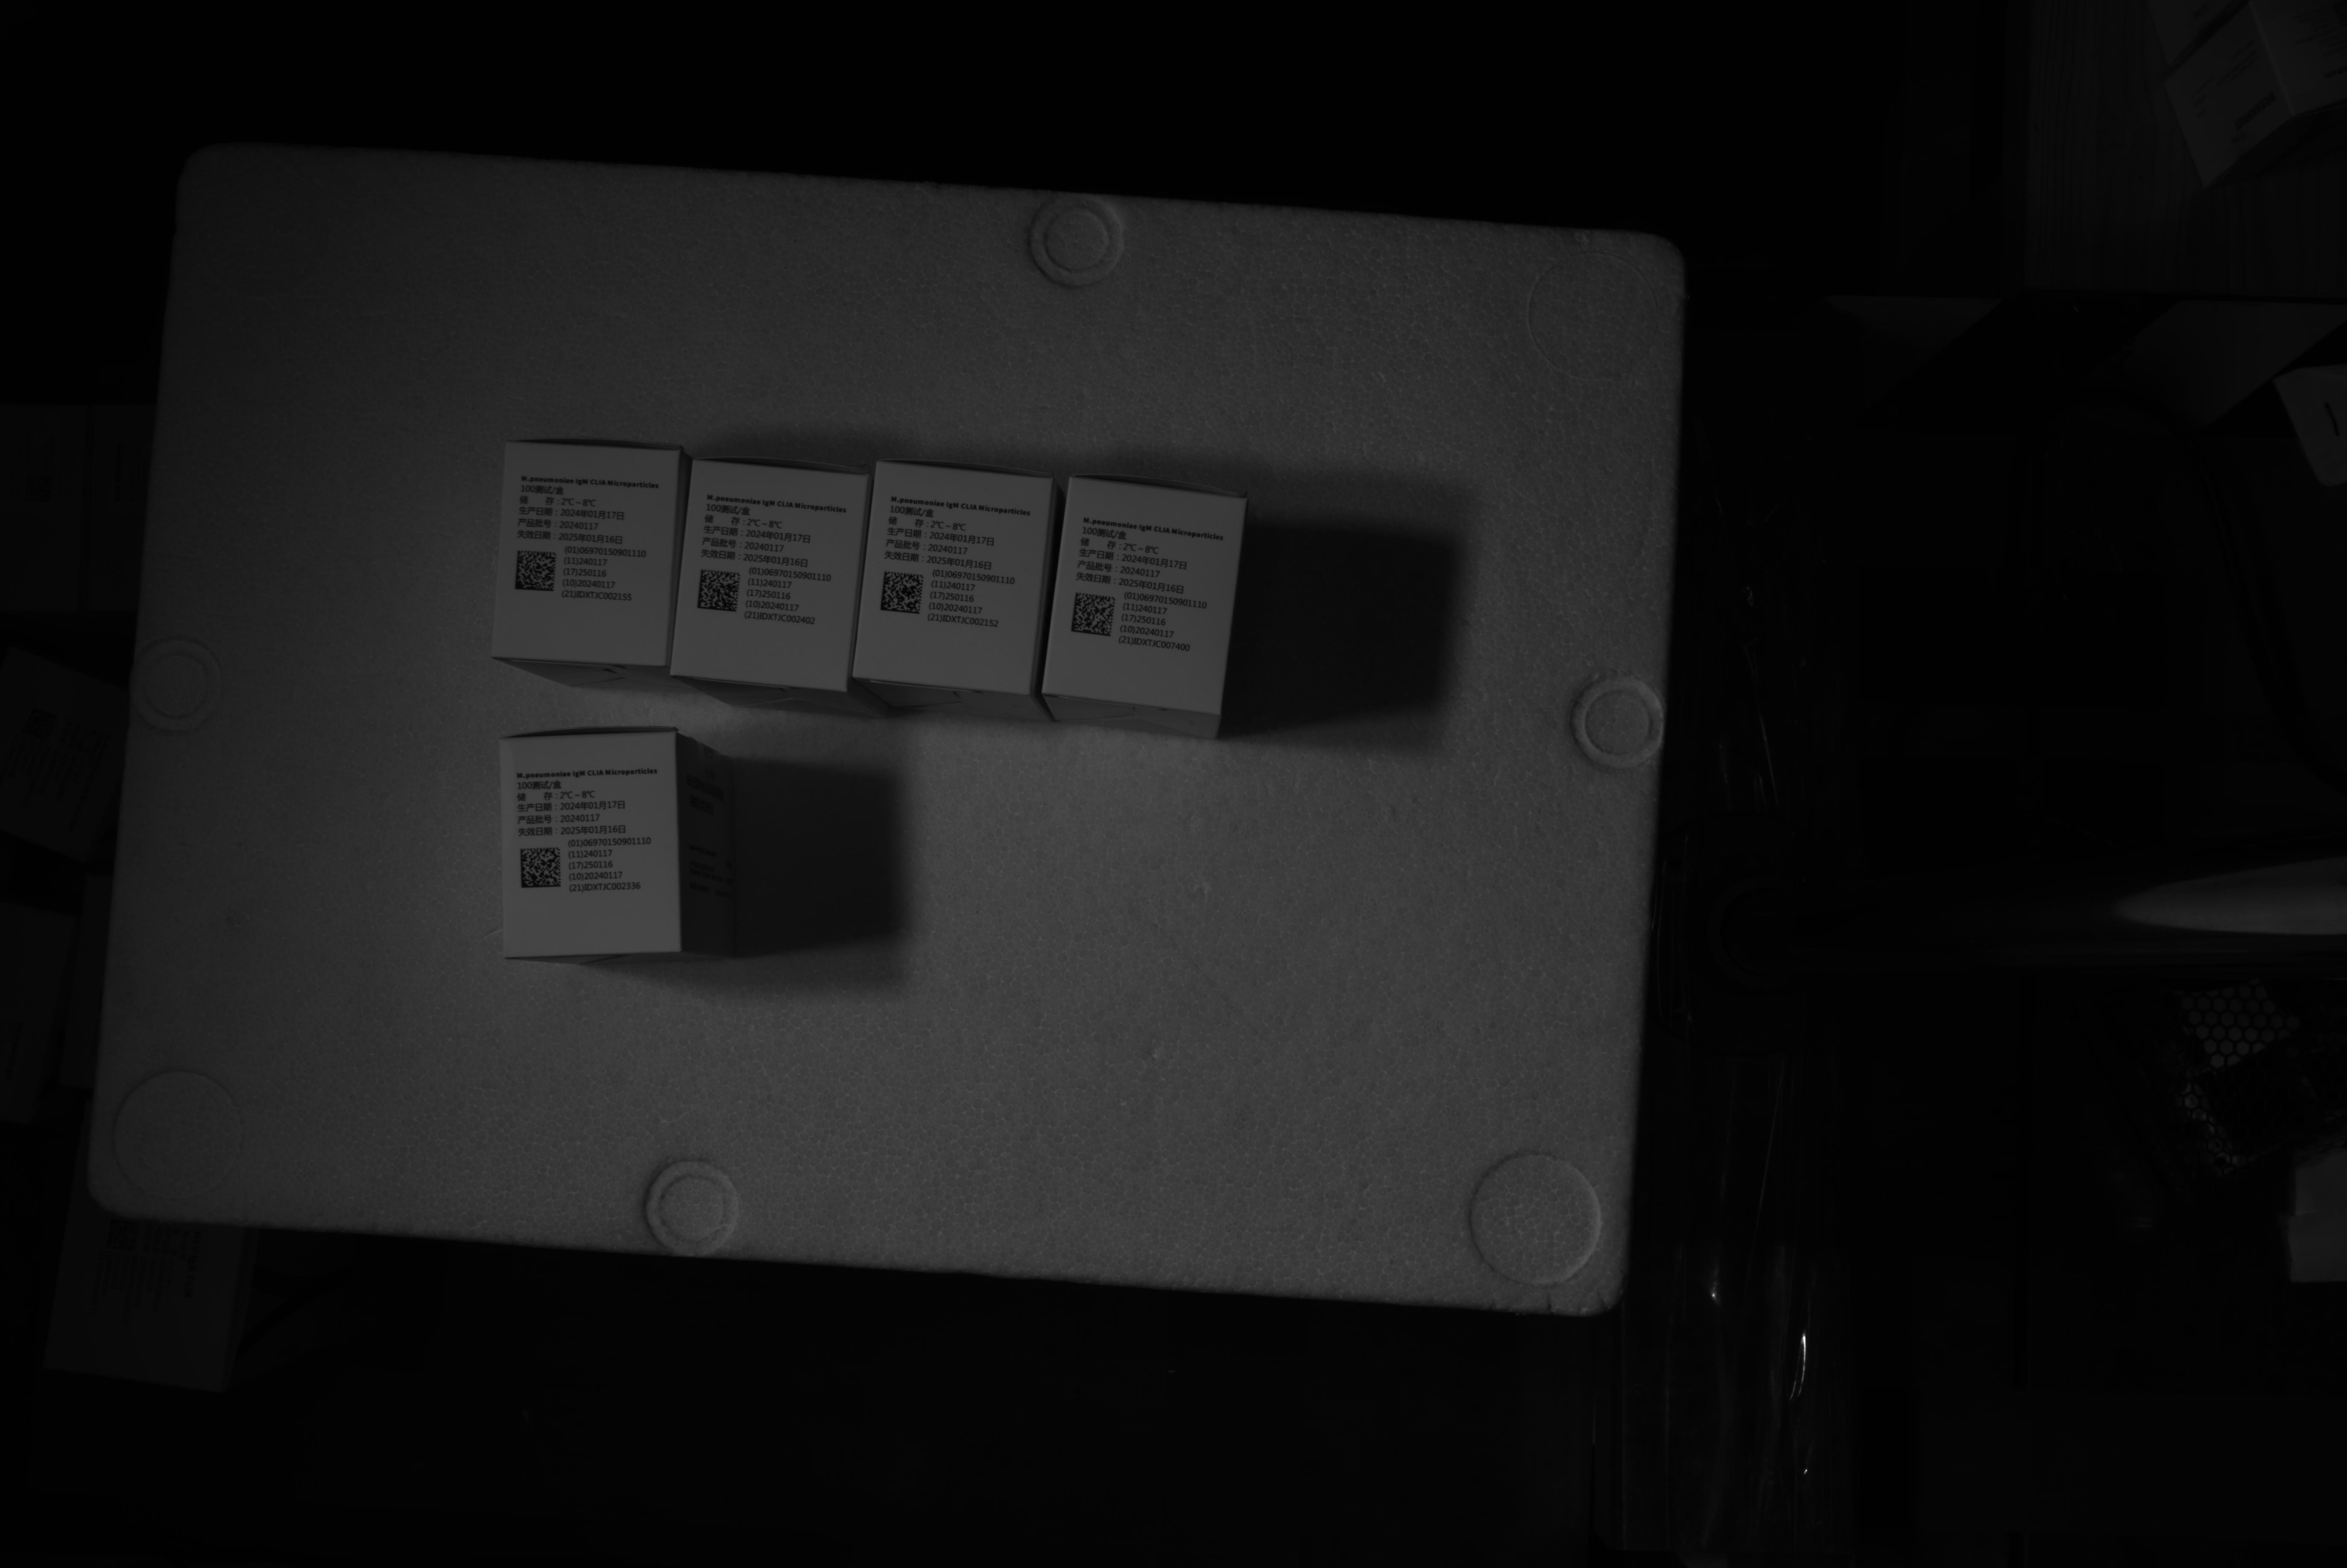 M.pneumoniae IgM CLIA Microparticles
100测试/盒
储 存：2℃~8℃
生产日期：2024年01月17日
产品批号：20240117
失效日期：2025年01月16日
(01)06970150901110
(11)240117
(17)250116
(10)20240117
(21)IDXTJC002155
M.pneumoniae IgM CLIA Microparticles
100测试/盒
储 存：2℃~8℃
生产日期：2024年01月17日
产品批号：20240117
失效日期：2025年01月16日
(01)06970150901110
(11)240117
(17)250116
(10)20240117
(21)IDXTJC002402
M.pneumoniae IgM CLIA Microparticles
100测试/盒
储 存：2℃~8℃
生产日期：2024年01月17日
产品批号：20240117
失效日期：2025年01月16日
(01)06970150901110
(11)240117
(17)250116
(10)20240117
(21)IDXTJC002152
M.pneumoniae IgM CLIA Microparticles
100测试/盒
储 存：2℃~8℃
生产日期：2024年01月17日
产品批号：20240117
失效日期：2025年01月16日
(01)06970150901110
(11)240117
(17)250116
(10)20240117
(21)IDXTJC007400
M.pneumoniae IgM CLIA Microparticles
100测试/盒
储 存：2℃~8℃
生产日期：2024年01月17日
产品批号：20240117
失效日期：2025年01月16日
(01)06970150901110
(11)240117
(17)250116
(10)20240117
(21)IDXTJC002336